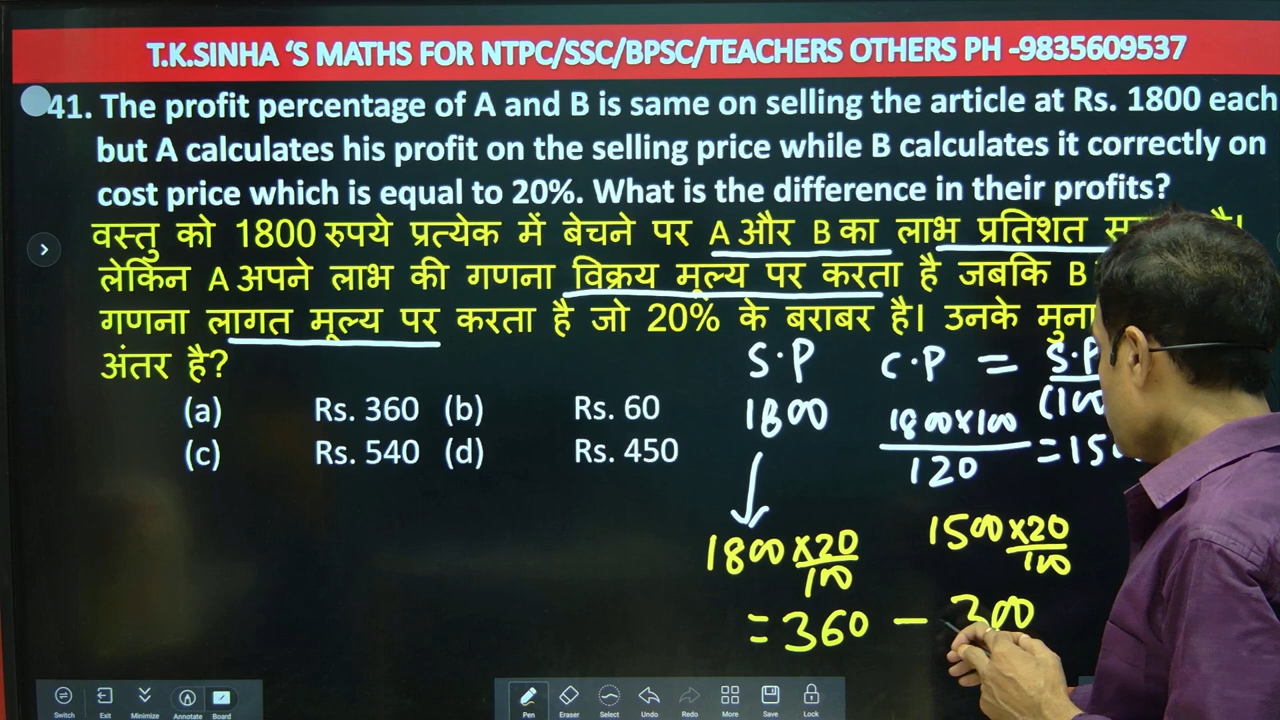 T.K.SINHA 'S MATHS FOR NTPC/SSC/BPSC/TEACHERS OTHERS PH -9835609537
41. The profit percentage of A and B is same on selling the article at Rs. 1800 each
but A calculates his profit on the selling price while B calculates it correctly on
cost price which is equal to 20%. What is the difference in their profits?
वस्तु को 1800 रुपये प्रत्येक में बेचने पर A और B का लाभ प्रतिशत
लेकिन A अपने लाभ की गणना विक्रय मूल्य पर करता है जबकि B
गणना लागत मूल्य पर करता है जो 20% के बराबर है। उनके
अंतर है?
(a) Rs. 360 (b) Rs. 60
(c) Rs. 540 (d) Rs. 450
S.P C.P = S.P
1800 1800×100
120
1800×20 1500×20
100 100
=360 – 300
Switch Exit Minimize Annotate Board Pen Eraser Select Undo Redo More Save Lock